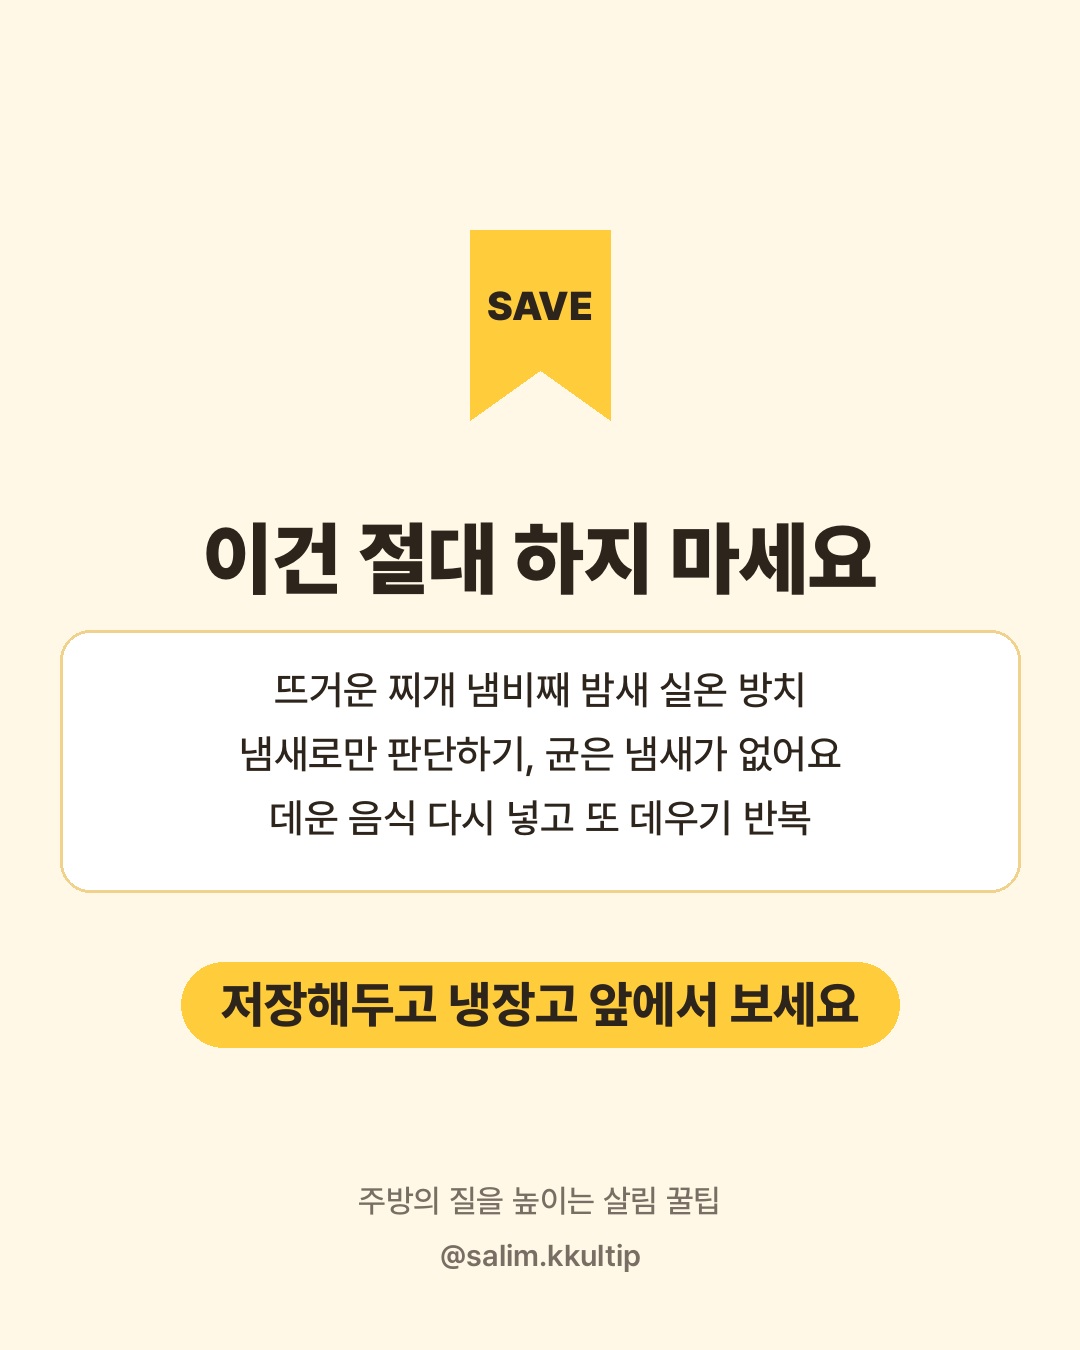 SAVE
이건 절대 하지 마세요
뜨거운 찌개 냄비째 밤새 실온 방치
냄새로만 판단하기, 균은 냄새가 없어요
데운 음식 다시 넣고 또 데우기 반복
저장해두고 냉장고 앞에서 보세요
주방의 질을 높이는 살림 꿀팁
@salim.kkultip